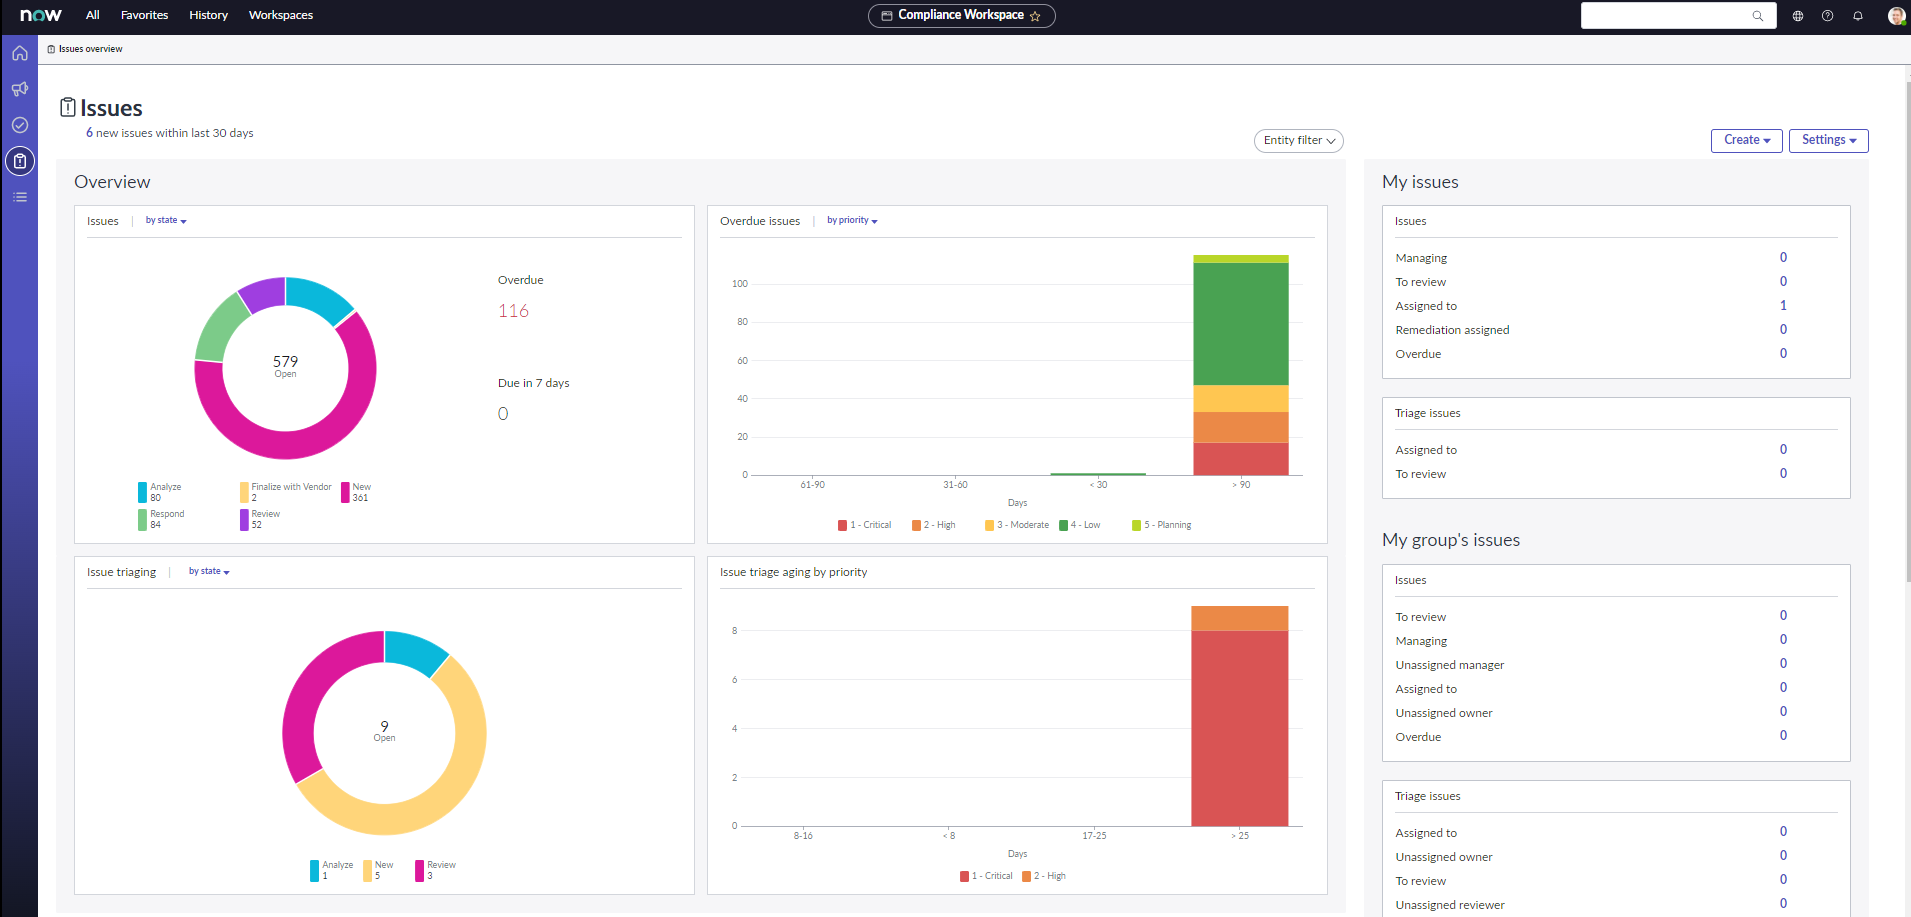 now All Favorites History Workspaces Compliance Workspace
Issues overview
Issues
6 new issues within last 30 days
Entity filter
Create
Settings
Overview
Issues by state
579
Open
Overdue
116
Due in 7 days
0
Analyze
80
Finalize with Vendor
2
New
361
Respond
84
Review
52
Overdue issues by priority
100
80
60
40
20
0
61-90 31-60 < 30 > 90
Days
1 - Critical 2 - High 3 - Moderate 4 - Low 5 - Planning
Issue triaging by state
9
Open
Analyze
1
New
5
Review
3
Issue triage aging by priority
8
6
4
2
0
8-16 < 8 17-25 > 25
Days
1 - Critical 2 - High
My issues
Issues
Managing 0
To review 0
Assigned to 1
Remediation assigned 0
Overdue 0
Triage issues
Assigned to 0
To review 0
My group's issues
Issues
To review 0
Managing 0
Unassigned manager 0
Assigned to 0
Unassigned owner 0
Overdue 0
Triage issues
Assigned to 0
Unassigned owner 0
To review 0
Unassigned reviewer 0